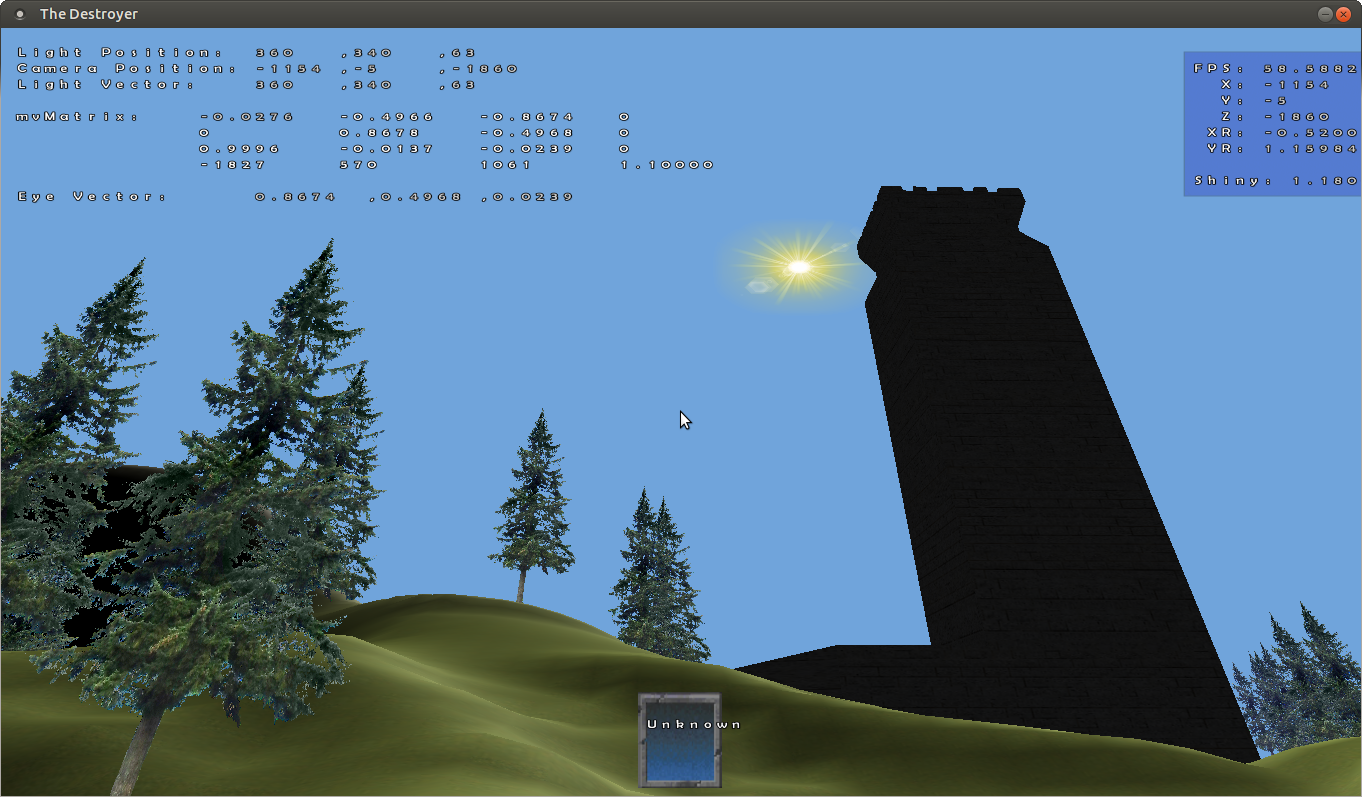 The Destroyer
Light Position: 360 ,340 ,63
Camera Position: -1154 ,-5 ,-1860
Light Vector: 360 ,340 ,63
mvMatrix: -0.0276 -0.4966 -0.8674 0
0 0.8678 -0.4968 0
0.9996 -0.0137 -0.0239 0
-1827 570 1061 1.10000
Eye Vector: 0.8674 ,0.4968 ,0.0239
FPS: 58.5882
X: -1154
Y: -5
Z: -1860
XR: -0.5200
YR: 1.15984
Shiny: 1.180
Unknown